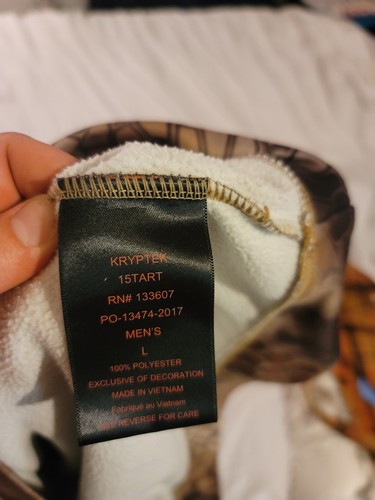 KRYPTEK
15TART
RN# 133607
PO-13474-2017
MEN'S
L
100% POLYESTER
EXCLUSIVE OF DECORATION
MADE IN VIETNAM
Fabriqué au Vietnam
SEE REVERSE FOR CARE